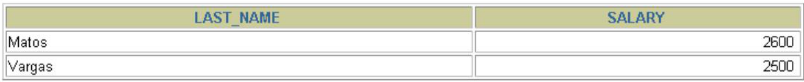 LAST_NAME SALARY
Matos 2600
Vargas 2500